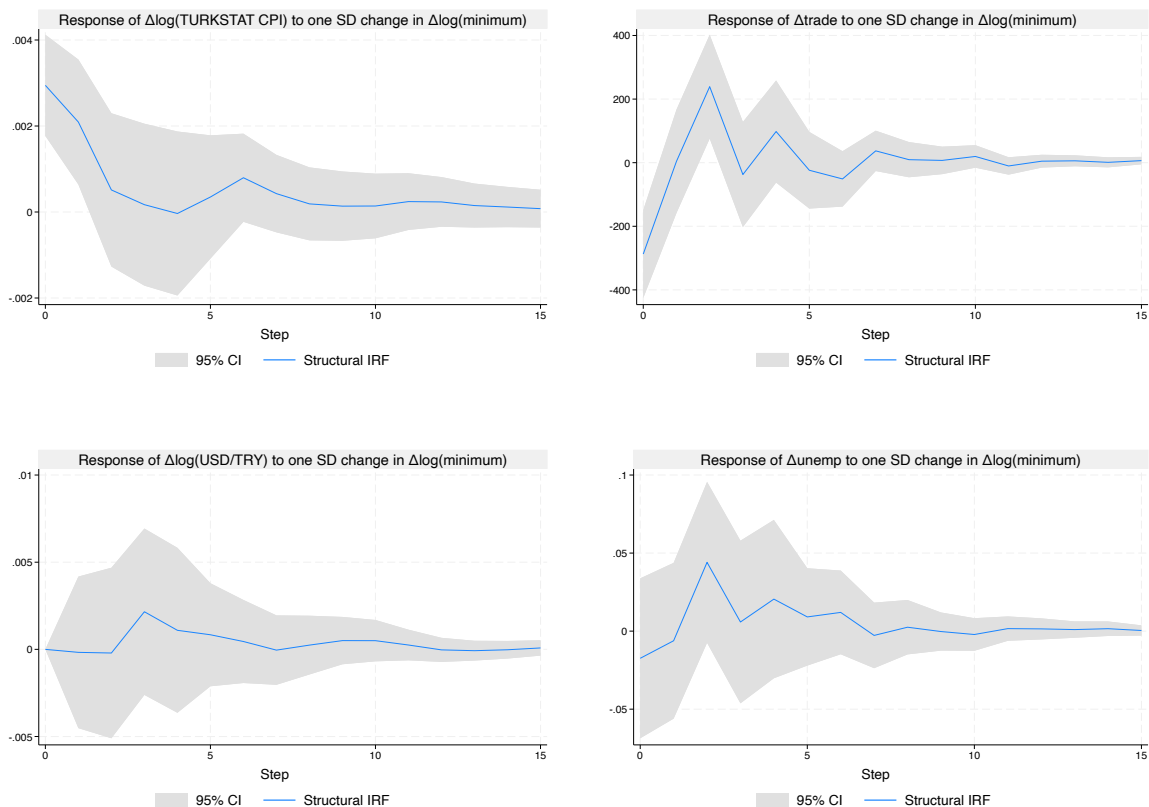 Response of Δlog(TURKSTAT CPI) to one SD change in Δlog(minimum)
.004
.002
0
-.002
0 5 10 15
Step
95% CI Structural IRF
Response of Δtrade to one SD change in Δlog(minimum)
400
200
0
-200
-400
0 5 10 15
Step
95% CI Structural IRF
Response of Δlog(USD/TRY) to one SD change in Δlog(minimum)
.01
.005
0
-.005
0 5 10 15
Step
95% CI Structural IRF
Response of Δunemp to one SD change in Δlog(minimum)
.1
.05
0
-.05
0 5 10 15
Step
95% CI Structural IRF